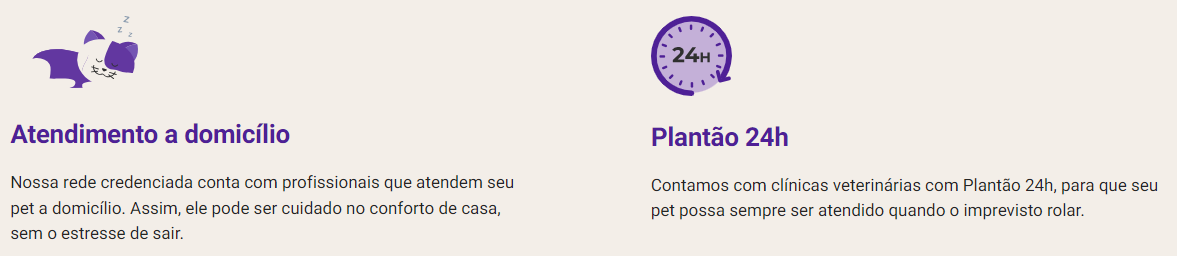 z
z
z
Atendimento a domicílio
Nossa rede credenciada conta com profissionais que atendem seu
pet a domicílio. Assim, ele pode ser cuidado no conforto de casa,
sem o estresse de sair.
24H
Plantão 24h
Contamos com clínicas veterinárias com Plantão 24h, para que seu
pet possa sempre ser atendido quando o imprevisto rolar.